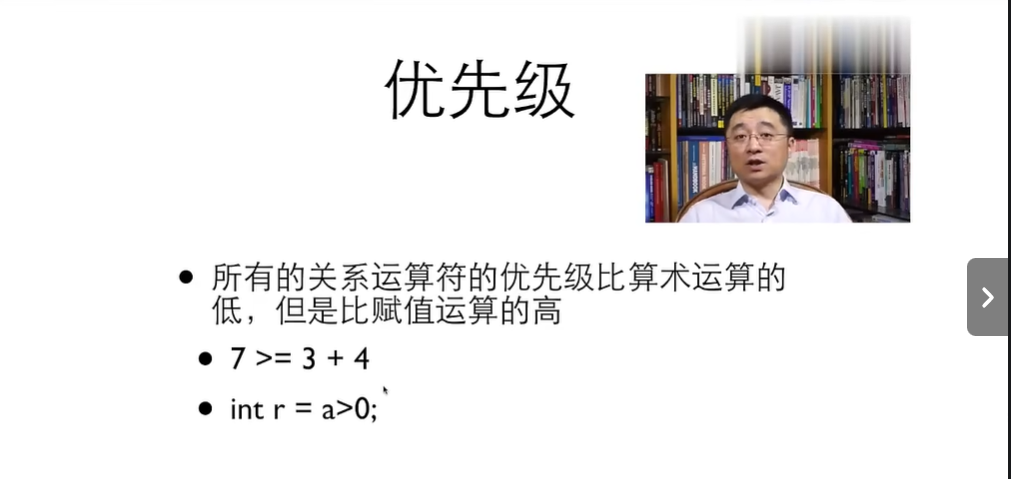 优先级
● 所有的关系运算符的优先级比算术运算的
低，但是比赋值运算的高
● 7 >= 3 + 4
● int r = a>0;